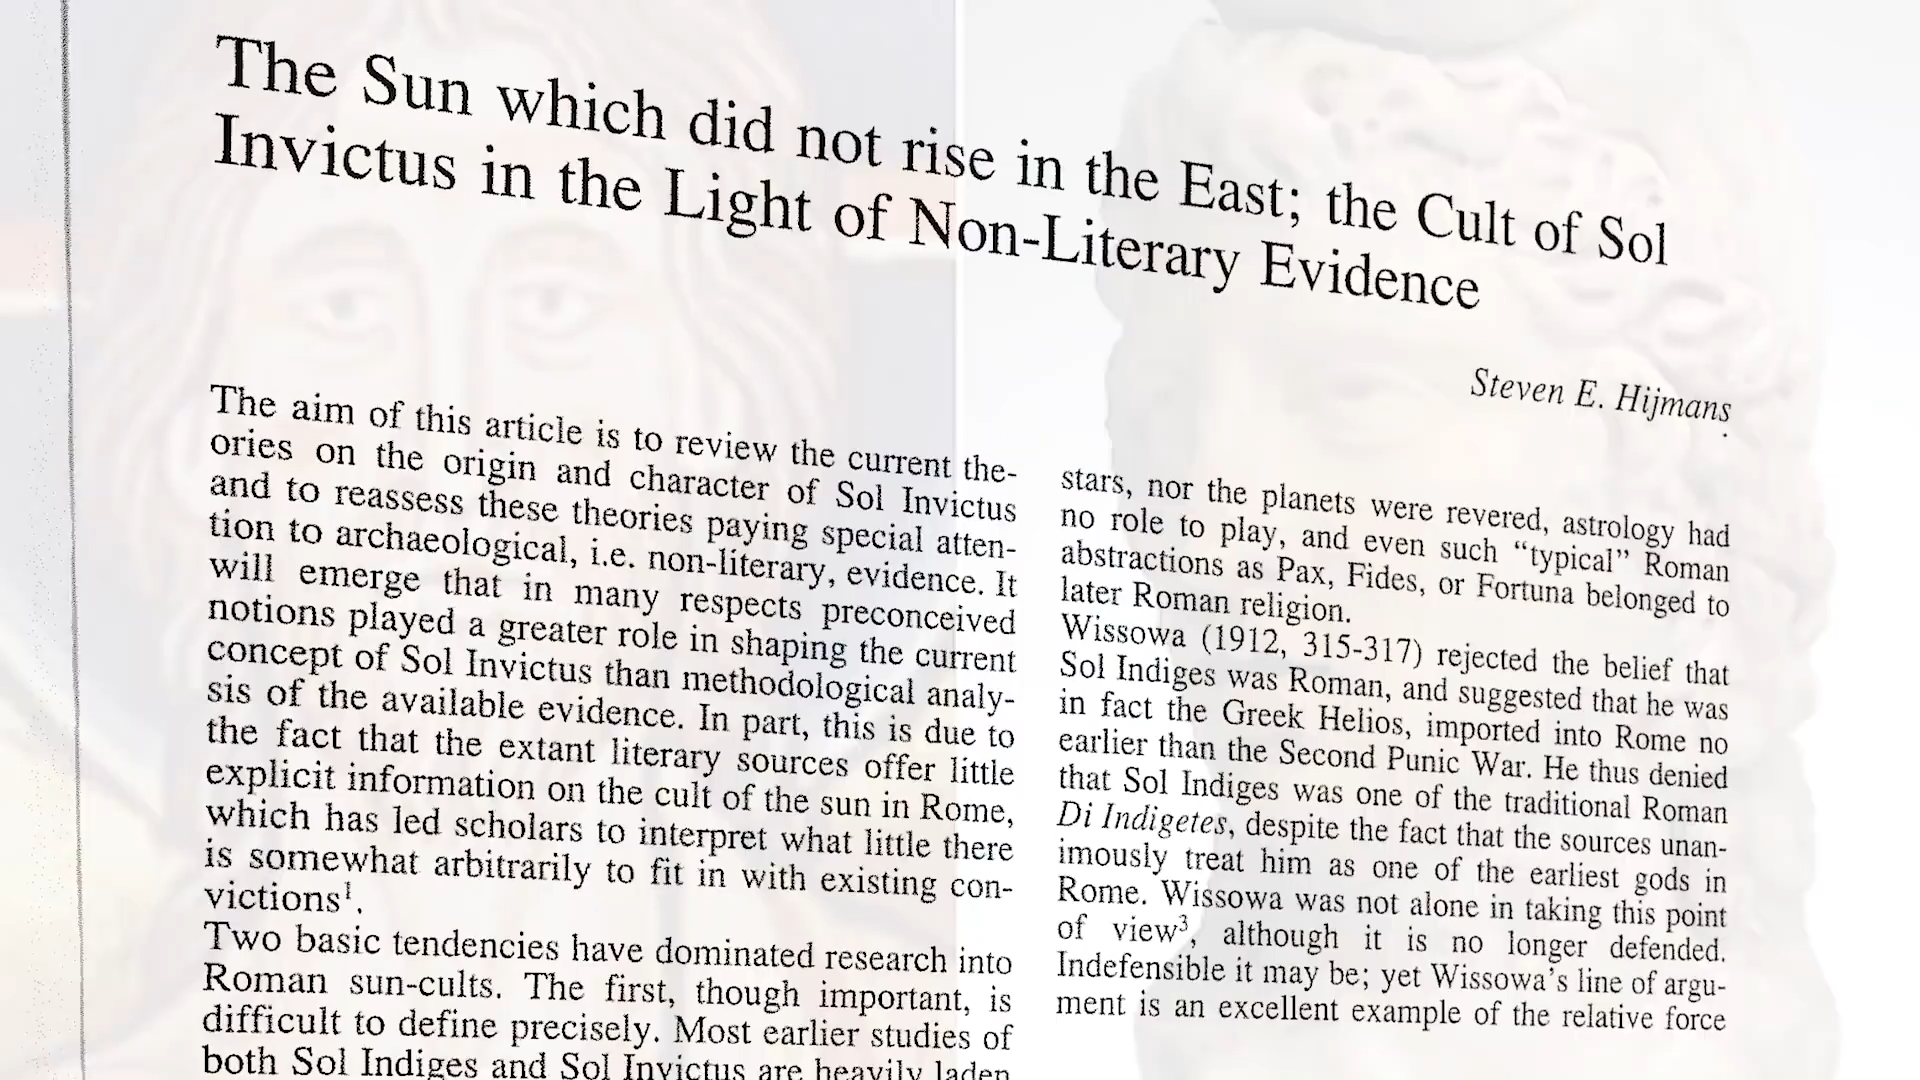 The Sun which did not rise in the East; the Cult of Sol
Invictus in the Light of Non-Literary Evidence
Steven E. Hijmans
The aim of this article is to review the current the-
ories on the origin and character of Sol Invictus
and to reassess these theories paying special atten-
tion to archaeological, i.e. non-literary, evidence. It
will emerge that in many respects preconceived
notions played a greater role in shaping the current
concept of Sol Invictus than methodological analy-
sis of the available evidence. In part, this is due to
the fact that the extant literary sources offer little
explicit information on the cult of the sun in Rome,
which has led scholars to interpret what little there
is somewhat arbitrarily to fit in with existing con-
victions¹.
Two basic tendencies have dominated research into
Roman sun-cults. The first, though important, is
difficult to define precisely. Most earlier studies of
both Sol Indiges and Sol Invictus are heavily laden
stars, nor the planets were revered, astrology had
no role to play, and even such “typical” Roman
abstractions as Pax, Fides, or Fortuna belonged to
later Roman religion.
Wissowa (1912, 315-317) rejected the belief that
Sol Indiges was Roman, and suggested that he was
in fact the Greek Helios, imported into Rome no
earlier than the Second Punic War. He thus denied
that Sol Indiges was one of the traditional Roman
Di Indigetes, despite the fact that the sources unan-
imously treat him as one of the earliest gods in
Rome. Wissowa was not alone in taking this point
of view³, although it is no longer defended.
Indefensible it may be; yet Wissowa’s line of argu-
ment is an excellent example of the relative force